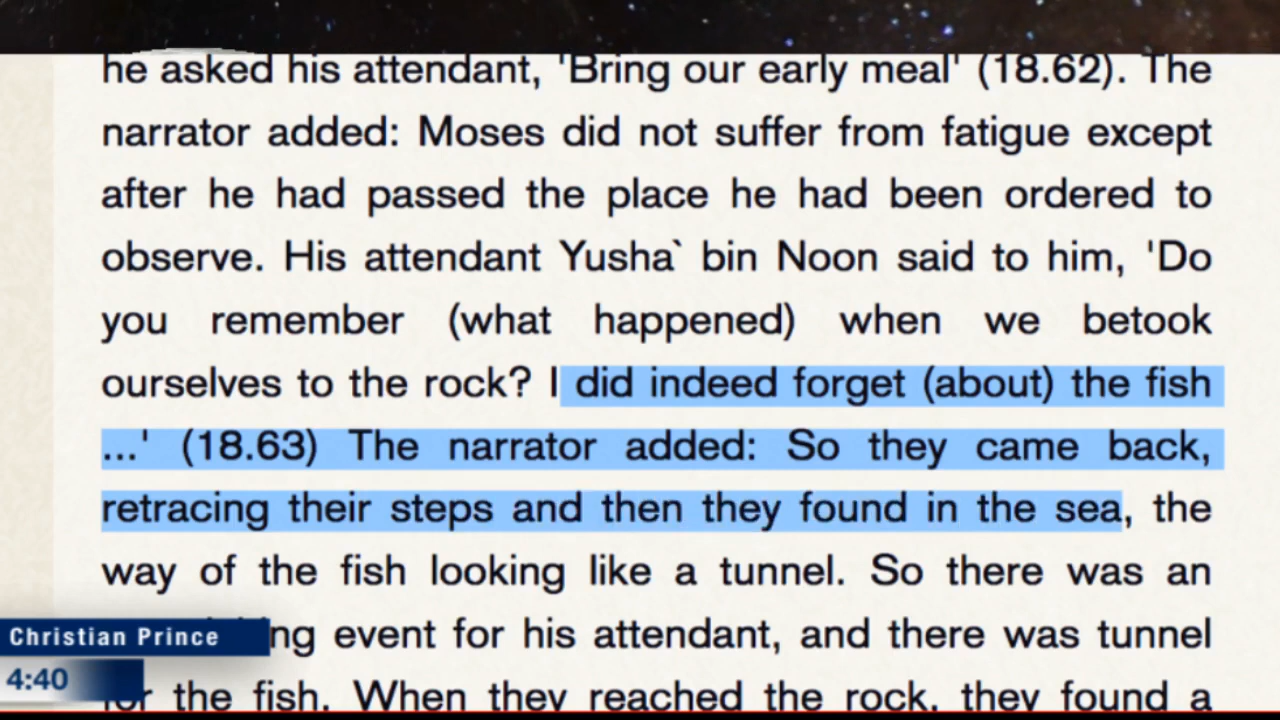 he asked his attendant, 'Bring our early meal' (18.62). The
narrator added: Moses did not suffer from fatigue except
after he had passed the place he had been ordered to
observe. His attendant Yusha` bin Noon said to him, 'Do
you remember (what happened) when we betook
ourselves to the rock? I did indeed forget (about) the fish
...' (18.63) The narrator added: So they came back,
retracing their steps and then they found in the sea, the
way of the fish looking like a tunnel. So there was an
event for his attendant, and there was tunnel
the fish. When they reached the rock, they found a
Christian Prince
4:40